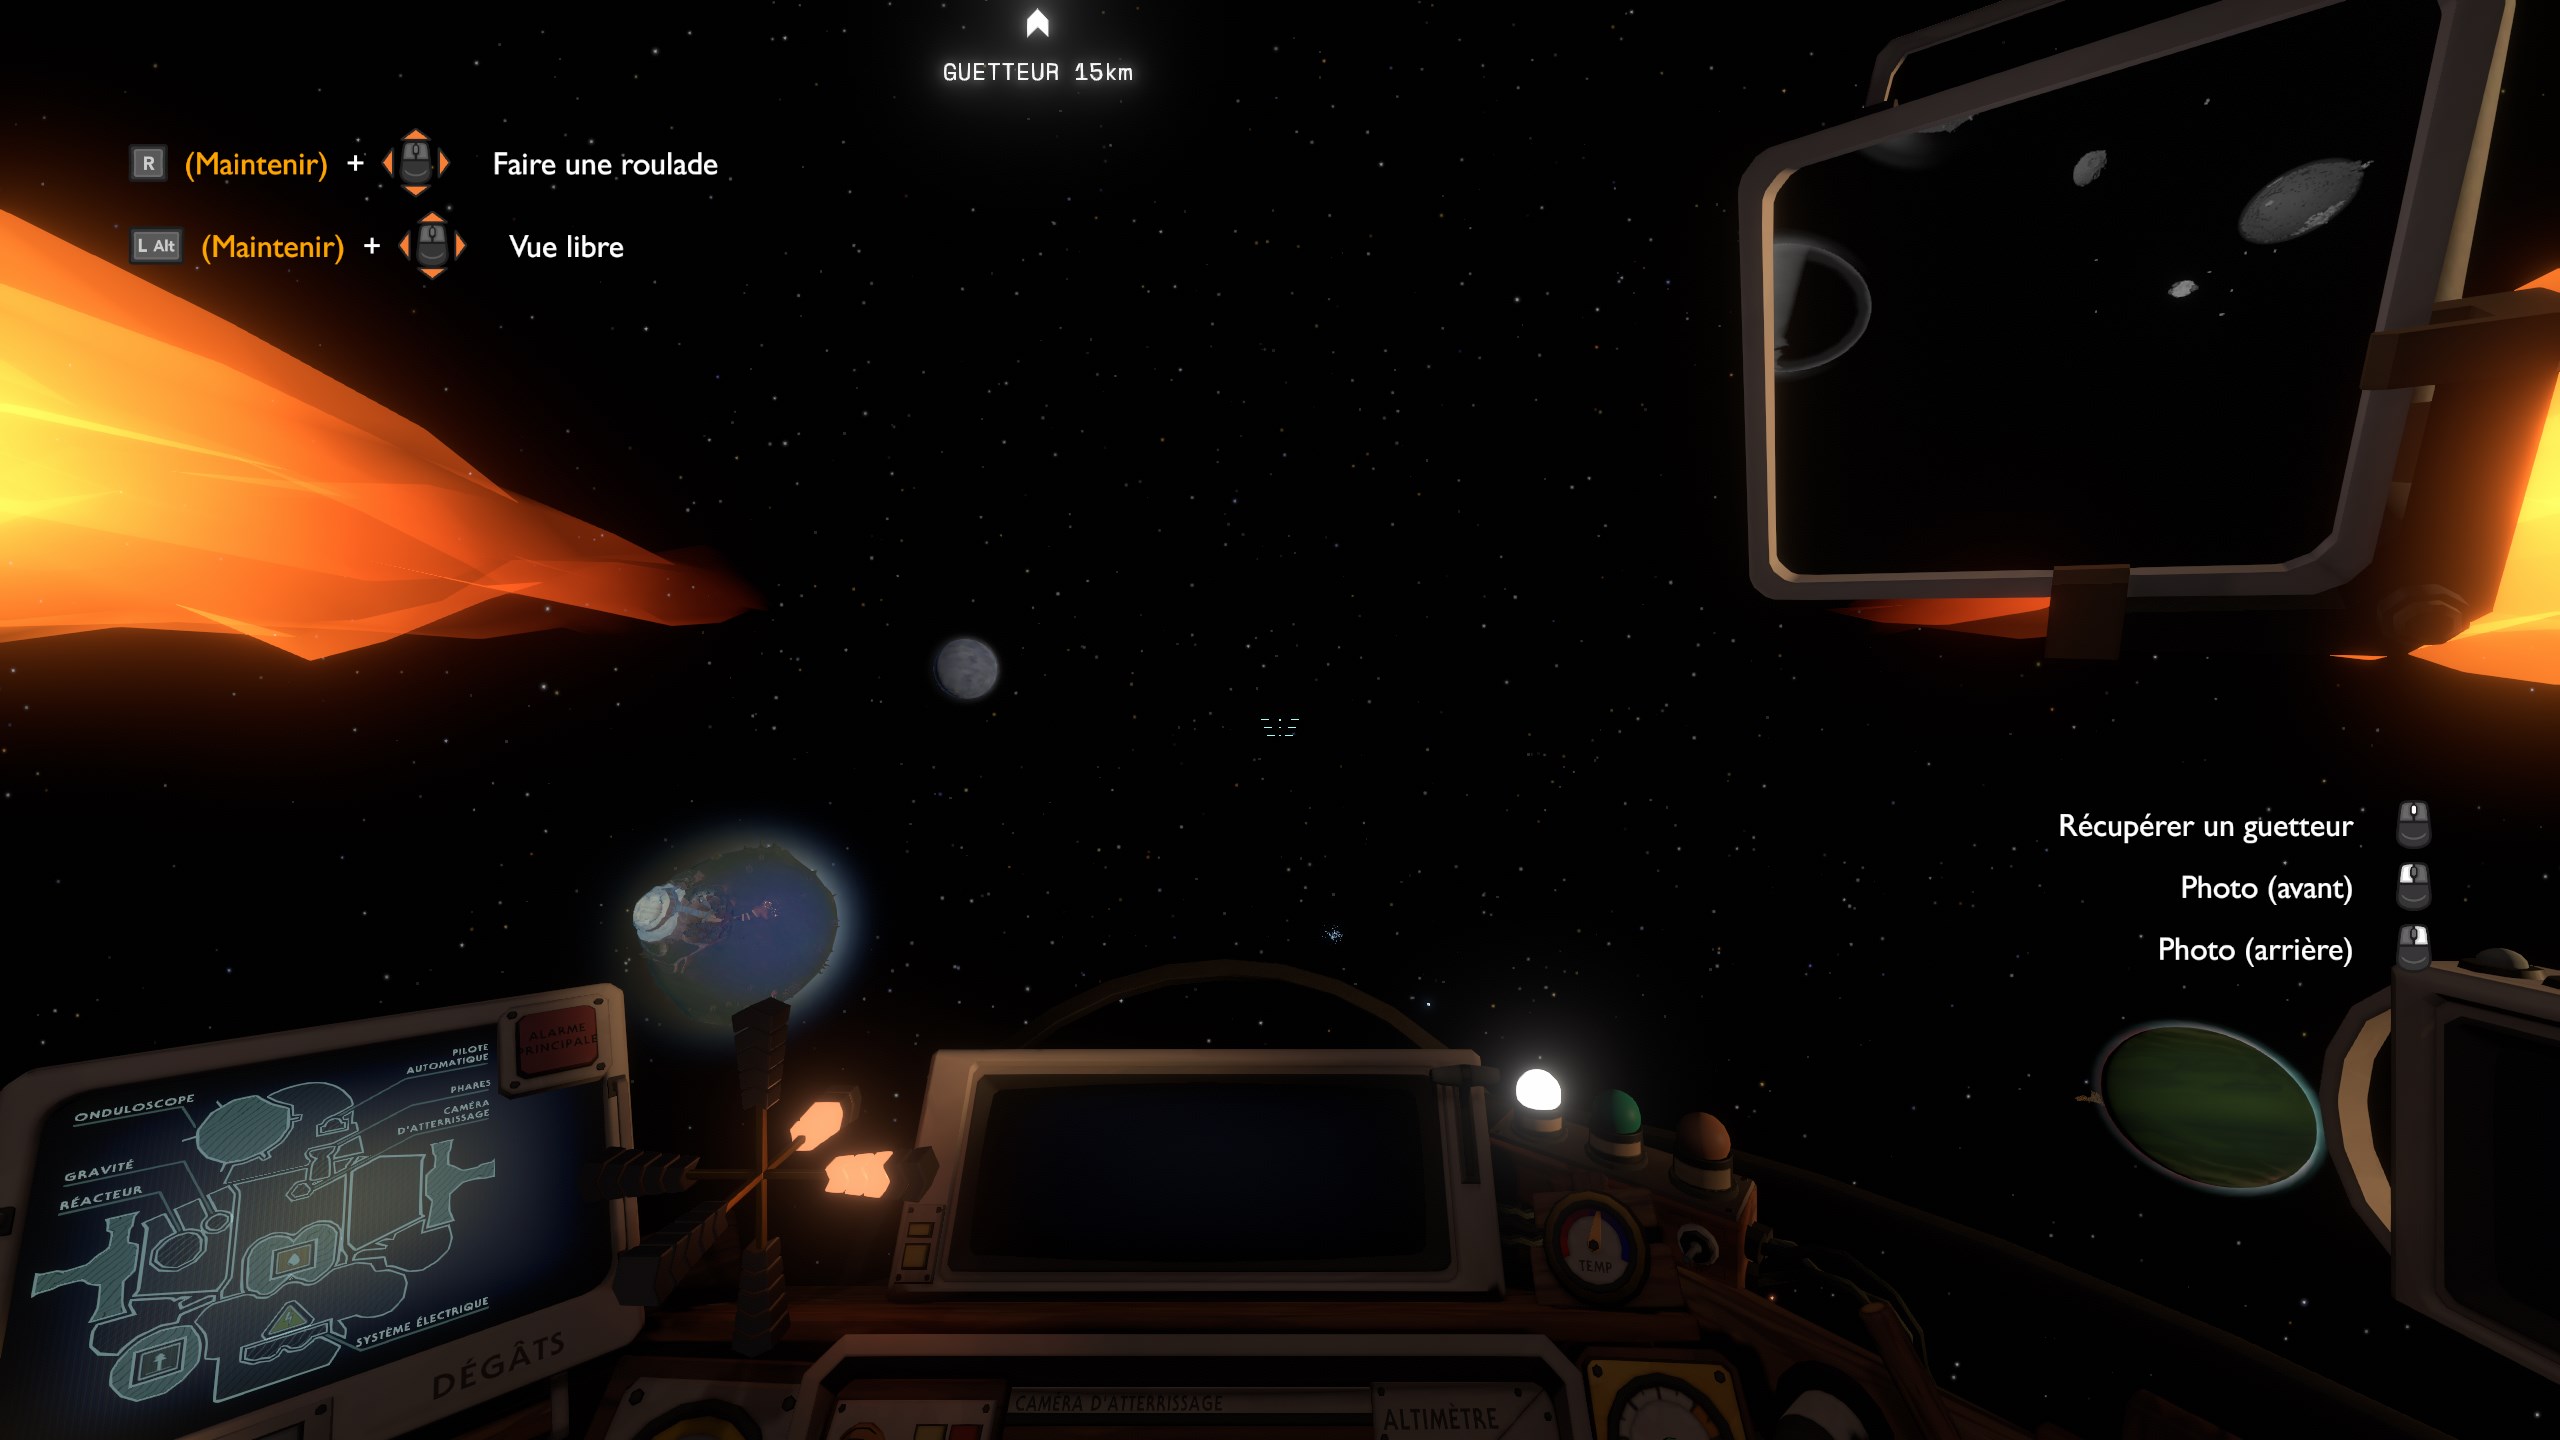 GUETTEUR 15km
R (Maintenir) + Faire une roulade
L Alt (Maintenir) + Vue libre
Récupérer un guetteur
Photo (avant)
Photo (arrière)
ALARME
PRINCIPALE
PILOTE
AUTOMATIQUE
PHARES
CAMÉRA
D'ATTERRISSAGE
ONDULOSCOPE
GRAVITÉ
RÉACTEUR
SYSTÈME ÉLECTRIQUE
DÉGÂTS
TEMP
CAMÉRA D'ATTERRISSAGE
ALTIMÈTRE